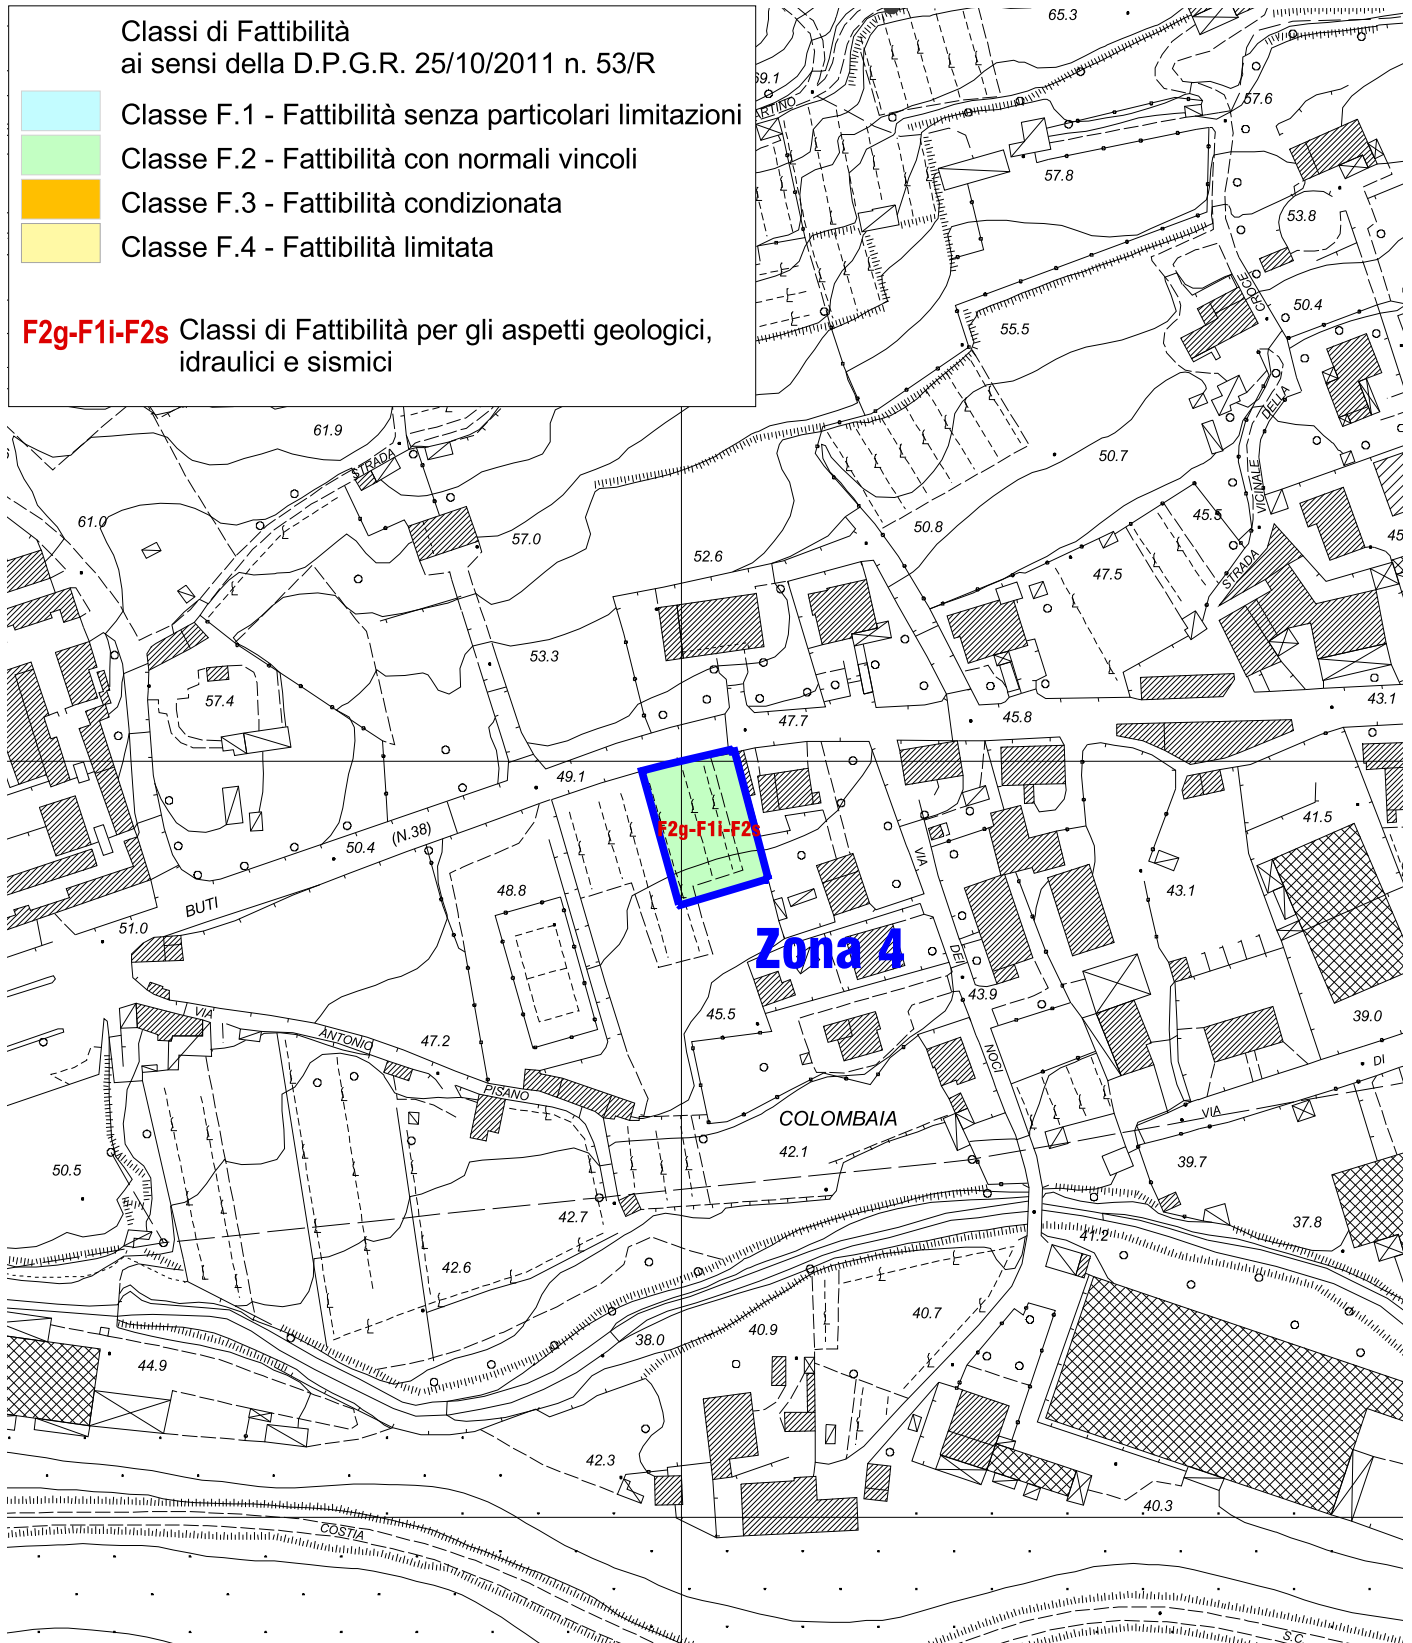 Classi di Fattibilità
ai sensi della D.P.G.R. 25/10/2011 n. 53/R
Classe F.1 - Fattibilità senza particolari limitazioni
Classe F.2 - Fattibilità con normali vincoli
Classe F.3 - Fattibilità condizionata
Classe F.4 - Fattibilità limitata
F2g-F1i-F2s Classi di Fattibilità per gli aspetti geologici,
idraulici e sismici
65.3
69.1
ARTINO
57.6
57.8
53.8
CROCE
50.4
55.5
DELLA
61.9
STRADA
50.7
VICINALE
61.0
57.0
50.8
45.5
45
52.6
47.5
STRADA
53.3
57.4
47.7
45.8
43.1
49.1
(N.38)
50.4
F2g-F1i-F2s
41.5
VIA
48.8
43.1
BUTI
51.0
Zona 4
DEI
43.9
VIA
45.5
39.0
ANTONIO
47.2
NOCI
DI
PISANO
COLOMBAIA
VIA
42.1
50.5
39.7
42.7
37.8
41.2
42.6
40.7
38.0
40.9
44.9
42.3
40.3
COSTIA
S.C.